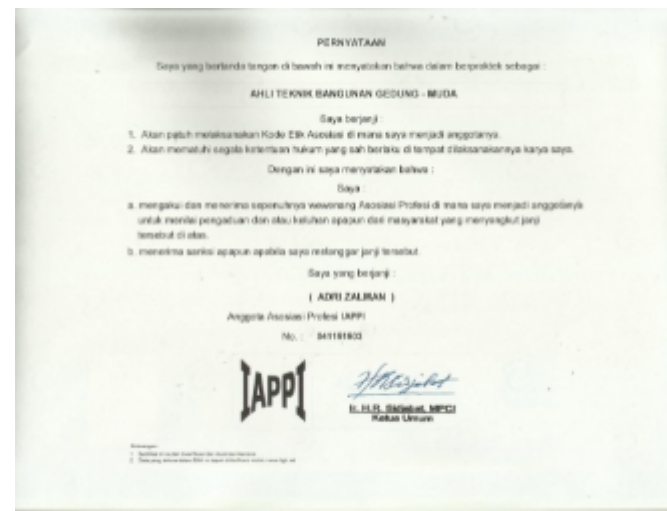 PERNYATAAN
Saya yang bertanda tangan di bawah ini menyatakan bahwa dalam berpraktek sebagai :
AHLI TEKNIK BANGUNAN GEDUNG - MUDA
Saya berjanji :
1. Akan patuh melaksanakan Kode Etik Asosiasi di mana saya menjadi anggotanya.
2. Akan mematuhi segala ketentuan hukum yang sah berlaku di tempat dilaksanakannya karya saya.
Dengan ini saya menyatakan bahwa :
Saya :
a. mengakui dan menerima sepenuhnya wewenang Asosiasi Profesi di mana saya menjadi anggotanya
untuk menilai pengaduan dan atau keluhan apapun dari masyarakat yang menyangkut janji
tersebut di atas.
b. menerima sanksi apapun apabila saya melanggar janji tersebut
Saya yang berjanji :
( ADRI ZALMAN )
Anggota Asosiasi Profesi IAPPI
No. : 041191603
IAPPI
Ir. H.R. Sidjabat, MPCI
Ketua Umum